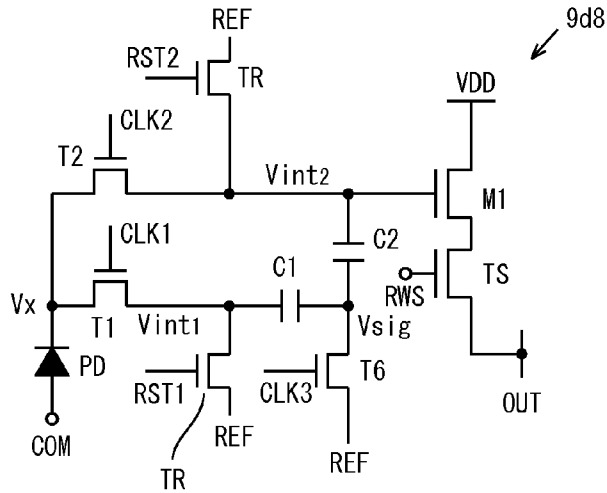 REF
9d8
RST2
TR
VDD
CLK2
T2
Vint2
M1
CLK1
C2
C1
TS
RWS
Vx
T1
Vint1
Vsig
PD
RST1
CLK3
T6
OUT
COM
REF
REF
TR